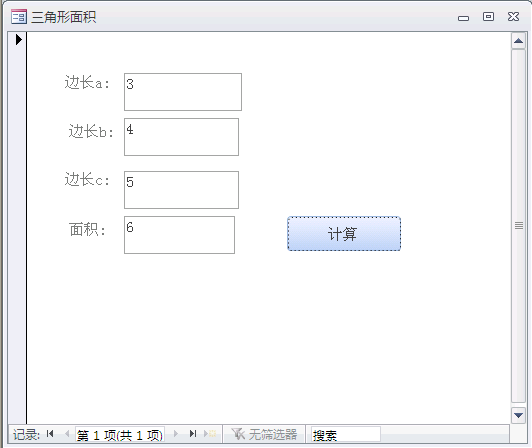 三角形面积
边长a: 3
边长b: 4
边长c: 5
面积: 6
计算
记录: 第 1 项(共 1 项) 无筛选器 搜索